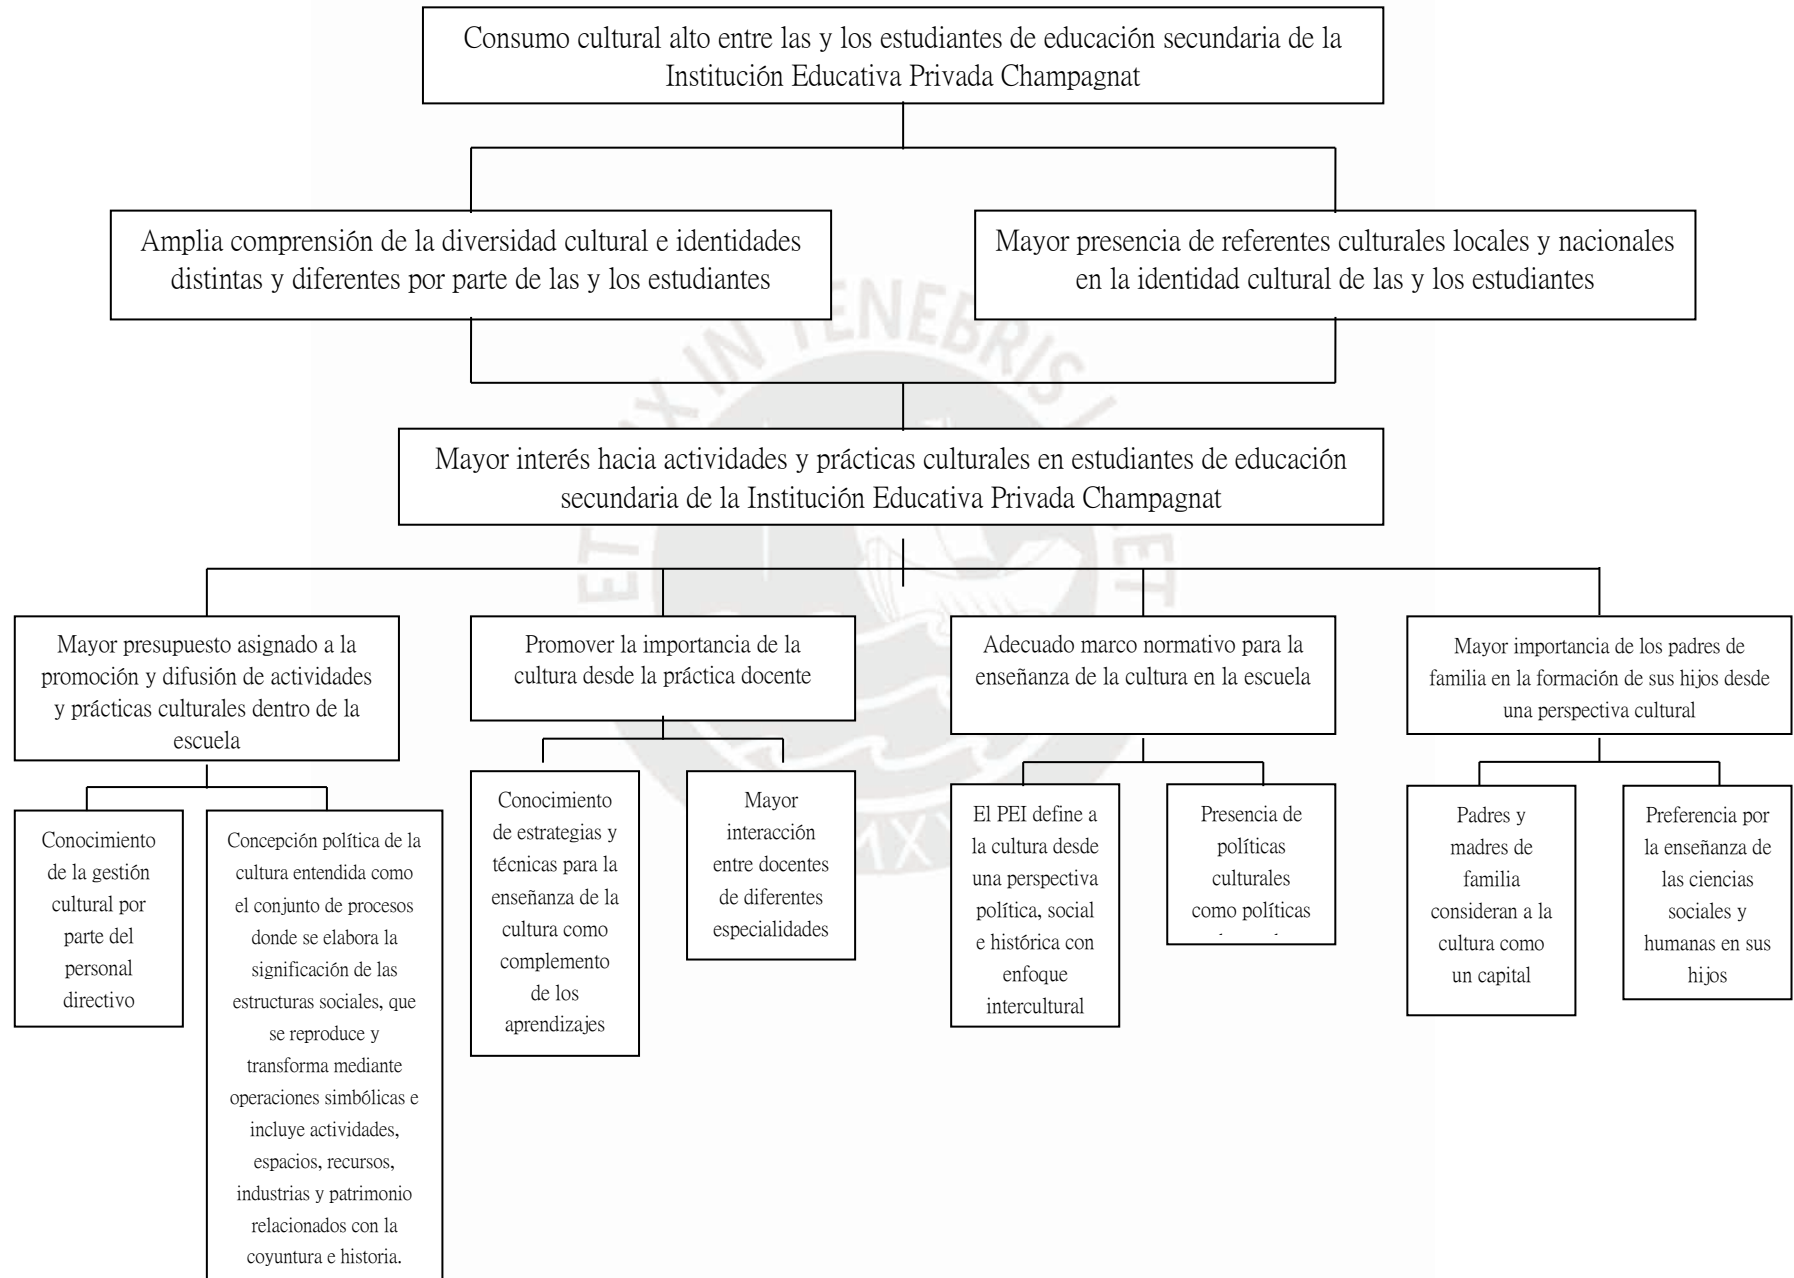 Consumo cultural alto entre las y los estudiantes de educación secundaria de la
Institución Educativa Privada Champagnat
Amplia comprensión de la diversidad cultural e identidades
distintas y diferentes por parte de las y los estudiantes
Mayor presencia de referentes culturales locales y nacionales
en la identidad cultural de las y los estudiantes
Mayor interés hacia actividades y prácticas culturales en estudiantes de educación
secundaria de la Institución Educativa Privada Champagnat
Mayor presupuesto asignado a la
promoción y difusión de actividades
y prácticas culturales dentro de la
escuela
Promover la importancia de la
cultura desde la práctica docente
Adecuado marco normativo para la
enseñanza de la cultura en la escuela
Mayor importancia de los padres de
familia en la formación de sus hijos desde
una perspectiva cultural
Conocimiento
de la gestión
cultural por
parte del
personal
directivo
Concepción política de la
cultura entendida como
el conjunto de procesos
donde se elabora la
significación de las
estructuras sociales, que
se reproduce y
transforma mediante
operaciones simbólicas e
incluye actividades,
espacios, recursos,
industrias y patrimonio
relacionados con la
coyuntura e historia.
Conocimiento
de estrategias y
técnicas para la
enseñanza de la
cultura como
complemento
de los
aprendizajes
Mayor
interacción
entre docentes
de diferentes
especialidades
El PEI define a
la cultura desde
una perspectiva
política, social
e histórica con
enfoque
intercultural
Presencia de
políticas
culturales
como políticas
Padres y
madres de
familia
consideran a la
cultura como
un capital
Preferencia por
la enseñanza de
las ciencias
sociales y
humanas en sus
hijos
ET LUX IN TENEBRIS LUCET